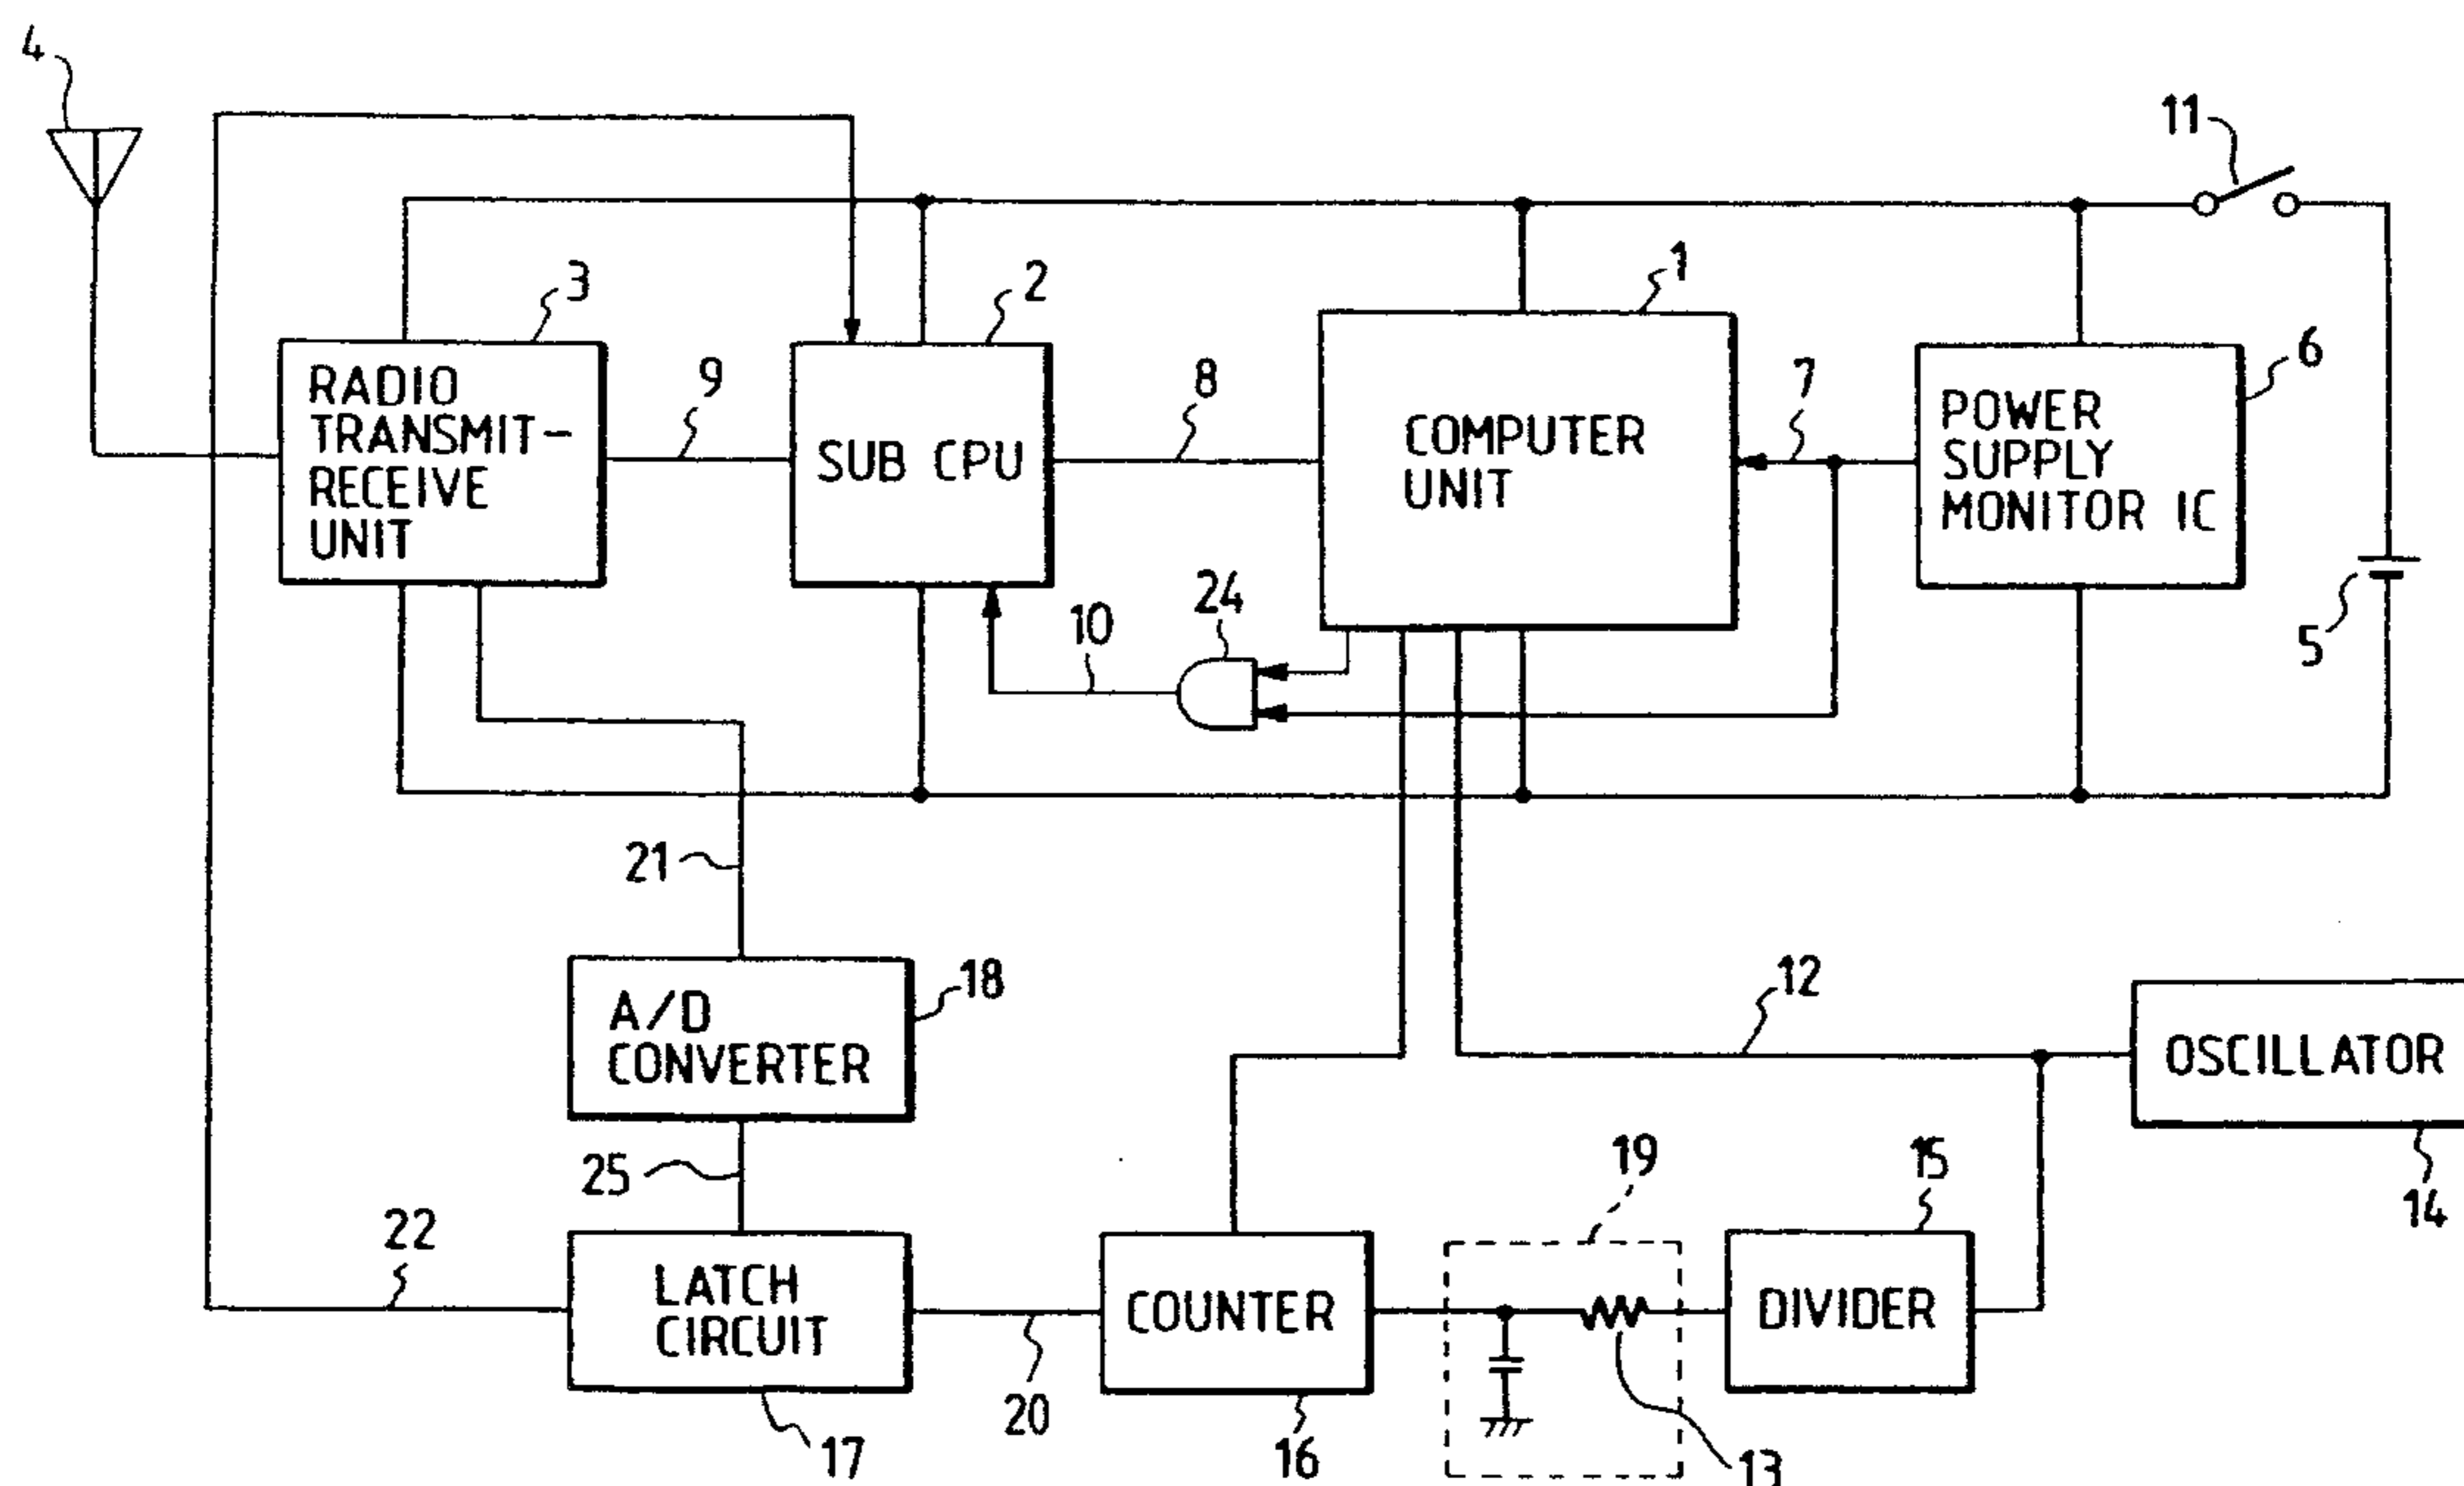 4
11
3
2
1
6
RADIO
TRANSMIT-
RECEIVE
UNIT
9
SUB CPU
8
COMPUTER
UNIT
7
POWER
SUPPLY
MONITOR IC
5
10
24
21
A/D
CONVERTER
18
12
OSCILLATOR
14
25
22
LATCH
CIRCUIT
17
20
COUNTER
16
19
13
15
DIVIDER